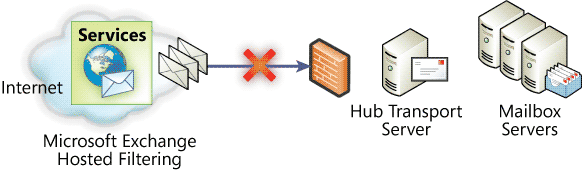 Services
Internet
Microsoft Exchange
Hosted Filtering
Hub Transport
Server
Mailbox
Servers